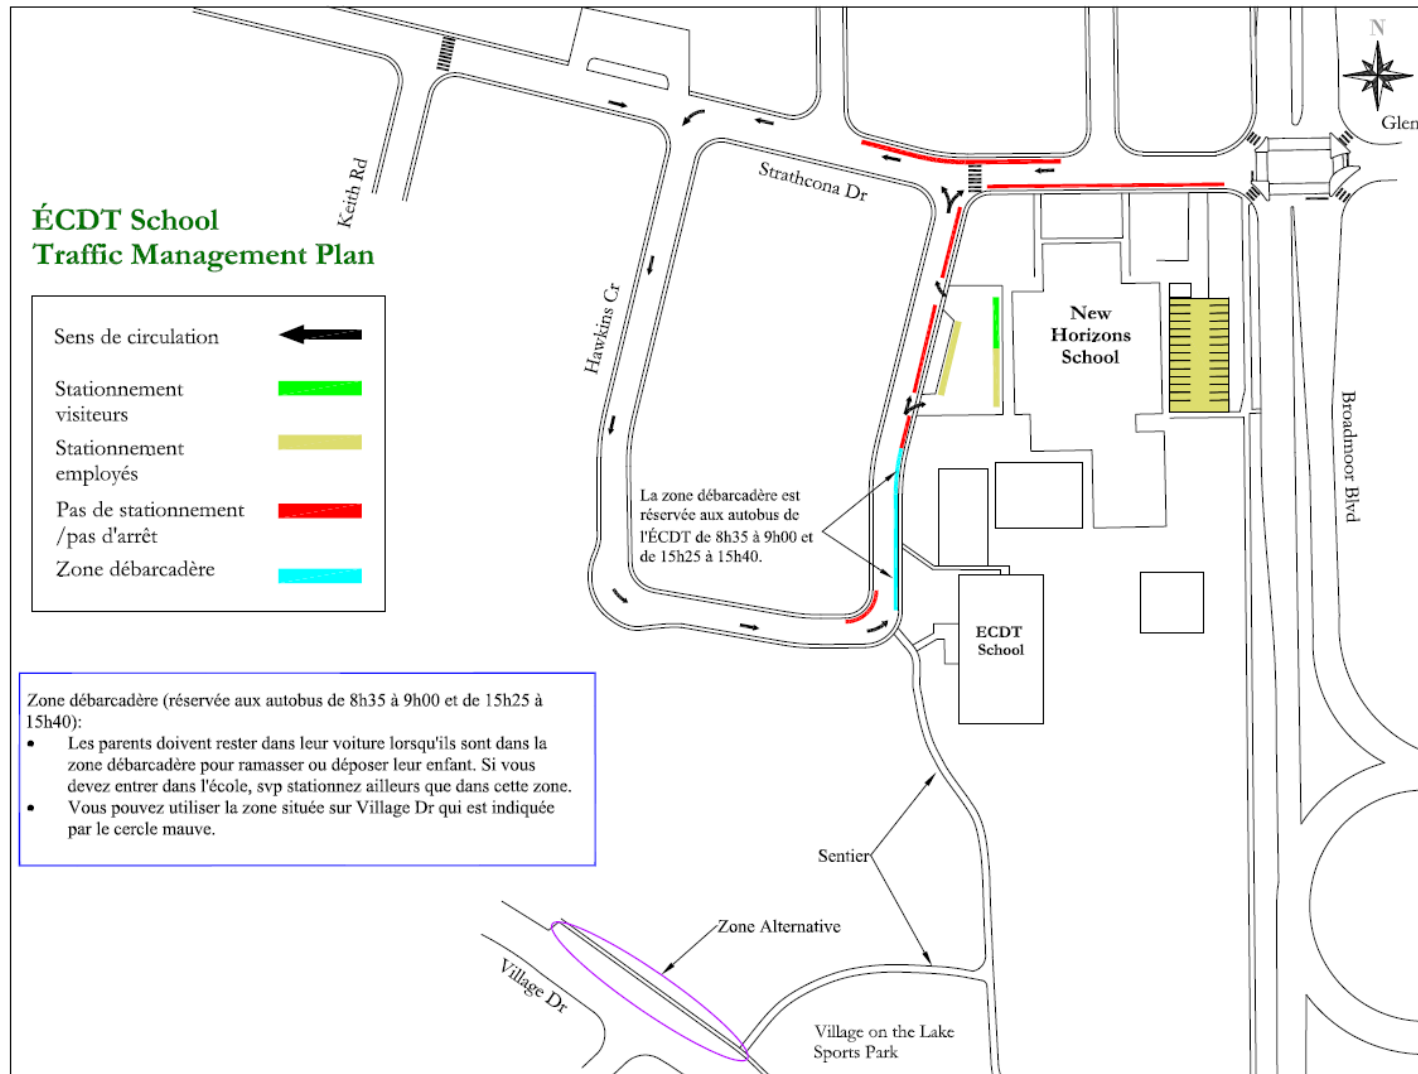 N
Glen
Keith Rd
Strathcona Dr
ÉCDT School
Traffic Management Plan
Sens de circulation
Stationnement
visiteurs
Stationnement
employés
Pas de stationnement
/pas d'arrêt
Zone débarcadère
Hawkins Cr
New
Horizons
School
Broadmoor Blvd
La zone débarcadère est
réservée aux autobus de
l'ÉCDT de 8h35 à 9h00 et
de 15h25 à 15h40.
ECDT
School
Zone débarcadère (réservée aux autobus de 8h35 à 9h00 et de 15h25 à
15h40):
• Les parents doivent rester dans leur voiture lorsqu'ils sont dans la
zone débarcadère pour ramasser ou déposer leur enfant. Si vous
devez entrer dans l'école, svp stationnez ailleurs que dans cette zone.
• Vous pouvez utiliser la zone située sur Village Dr qui est indiquée
par le cercle mauve.
Sentier
Zone Alternative
Village Dr
Village on the Lake
Sports Park